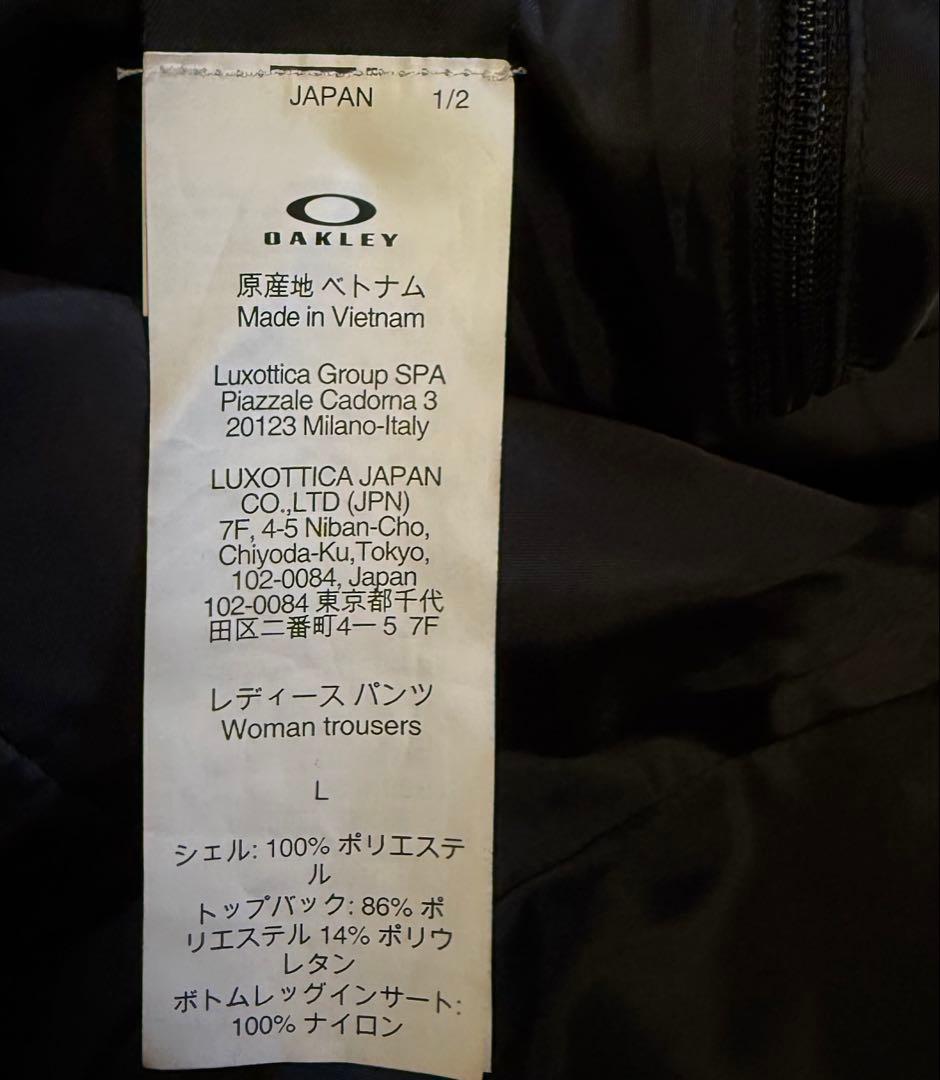 JAPAN 1/2
OAKLEY
原産地 ベトナム
Made in Vietnam
Luxottica Group SPA
Piazzale Cadorna 3
20123 Milano-Italy
LUXOTTICA JAPAN
CO.,LTD (JPN)
7F, 4-5 Niban-Cho,
Chiyoda-Ku,Tokyo,
102-0084, Japan
102-0084 東京都千代
田区二番町4ー5 7F
レディース パンツ
Woman trousers
L
シェル: 100% ポリエステ
ル
トップバック: 86% ポ
リエステル 14% ポリウ
レタン
ボトムレッグインサート:
100% ナイロン